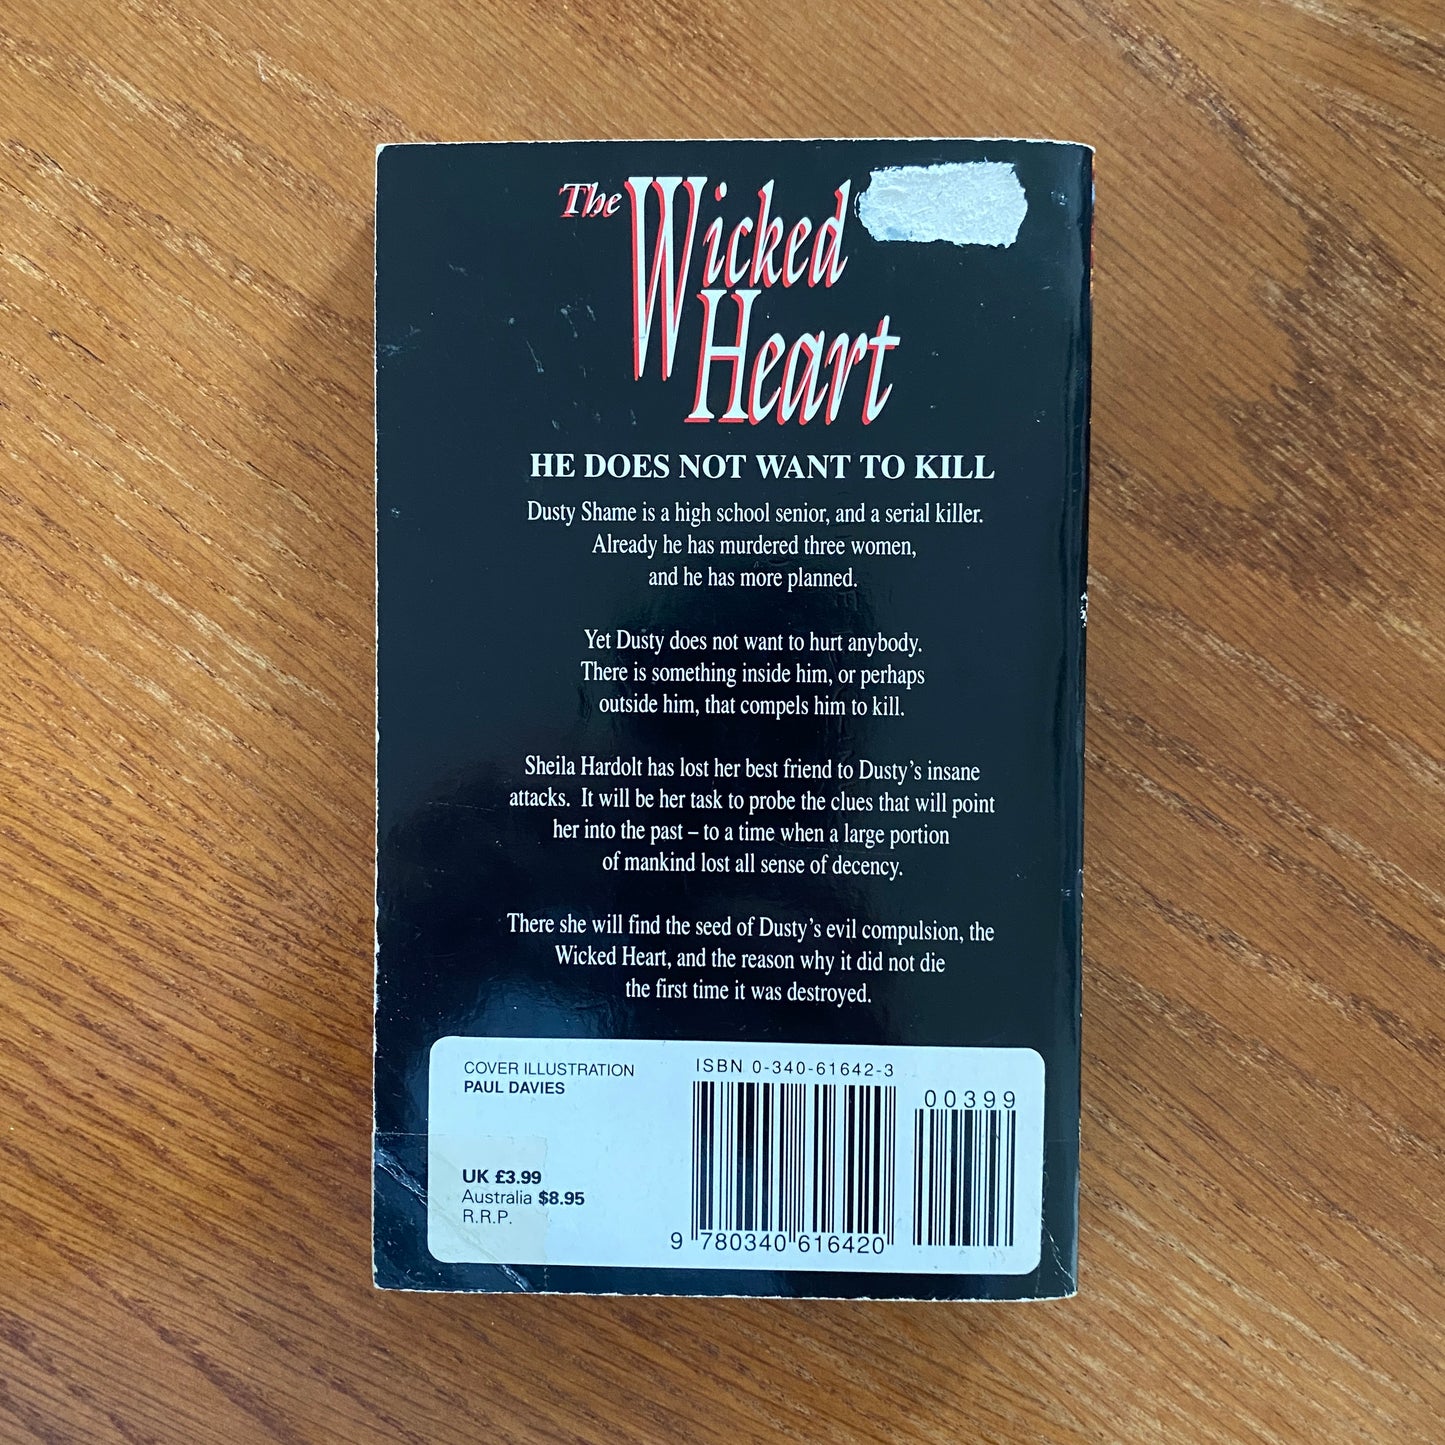 The Wicked
Heart
HE DOES NOT WANT TO KILL
Dusty Shame is a high school senior, and a serial killer.
Already he has murdered three women,
and he has more planned.
Yet Dusty does not want to hurt anybody.
There is something inside him, or perhaps
outside him, that compels him to kill.
Sheila Hardolt has lost her best friend to Dusty's insane
attacks. It will be her task to probe the clues that will point
her into the past – to a time when a large portion
of mankind lost all sense of decency.
There she will find the seed of Dusty's evil compulsion, the
Wicked Heart, and the reason why it did not die
the first time it was destroyed.
COVER ILLUSTRATION
PAUL DAVIES
UK £3.99
Australia $8.95
R.R.P.
ISBN 0-340-61642-3
00399
9 780340 616420